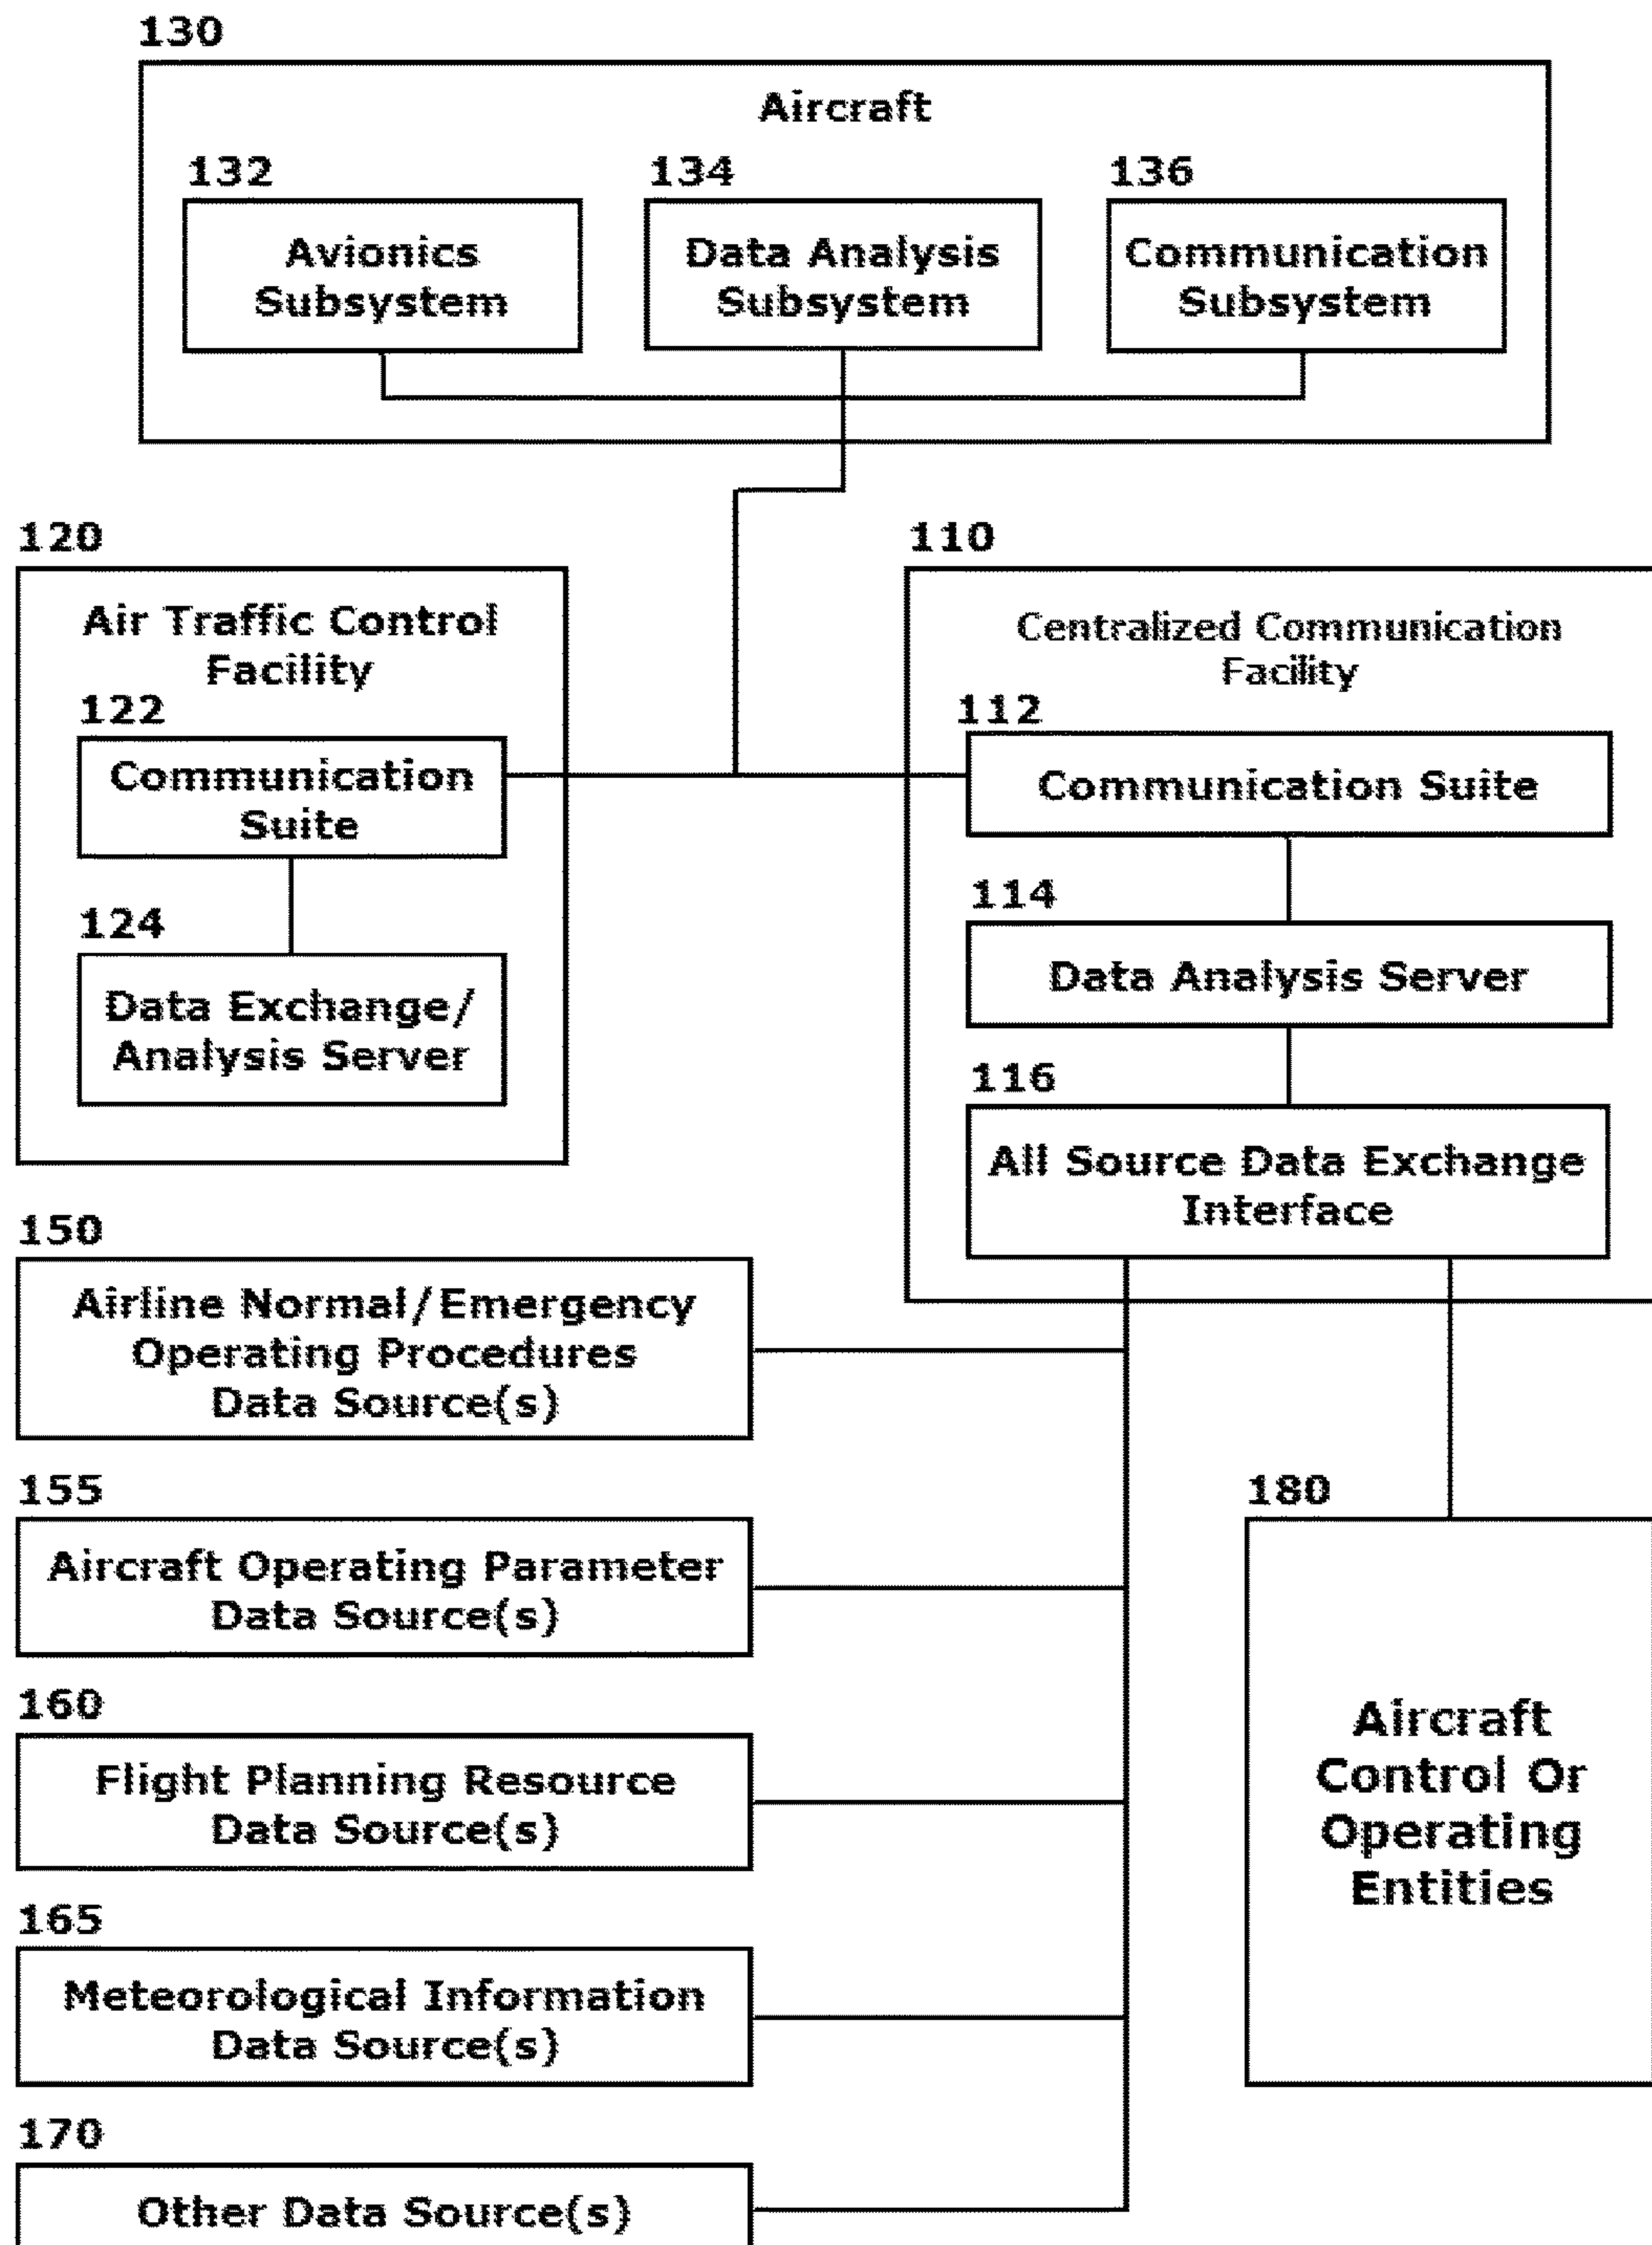 130
Aircraft
132
Avionics
Subsystem
134
Data Analysis
Subsystem
136
Communication
Subsystem
120
Air Traffic Control
Facility
122
Communication
Suite
124
Data Exchange/
Analysis Server
110
Centralized Communication
Facility
112
Communication Suite
114
Data Analysis Server
116
All Source Data Exchange
Interface
150
Airline Normal/Emergency
Operating Procedures
Data Source(s)
155
Aircraft Operating Parameter
Data Source(s)
160
Flight Planning Resource
Data Source(s)
165
Meteorological Information
Data Source(s)
170
Other Data Source(s)
180
Aircraft
Control Or
Operating
Entities